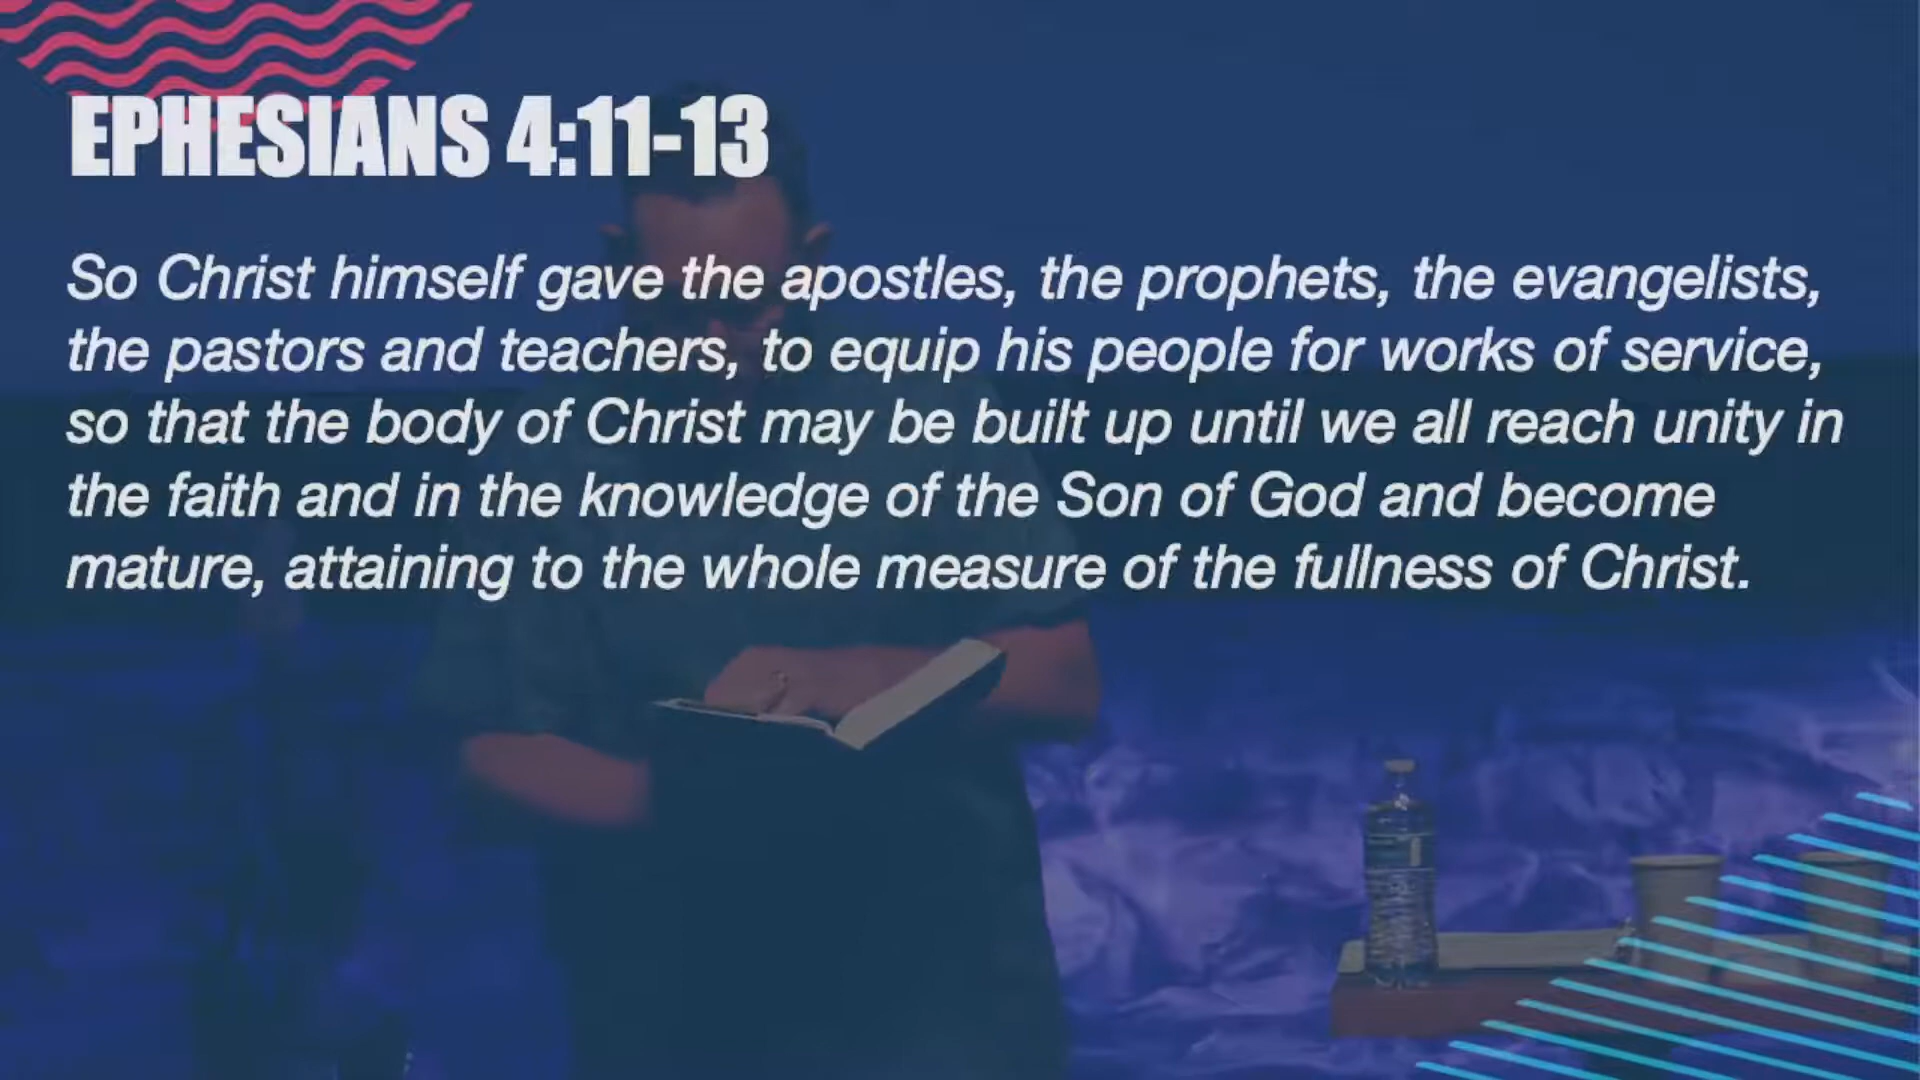 EPHESIANS 4:11-13
So Christ himself gave the apostles, the prophets, the evangelists,
the pastors and teachers, to equip his people for works of service,
so that the body of Christ may be built up until we all reach unity in
the faith and in the knowledge of the Son of God and become
mature, attaining to the whole measure of the fullness of Christ.